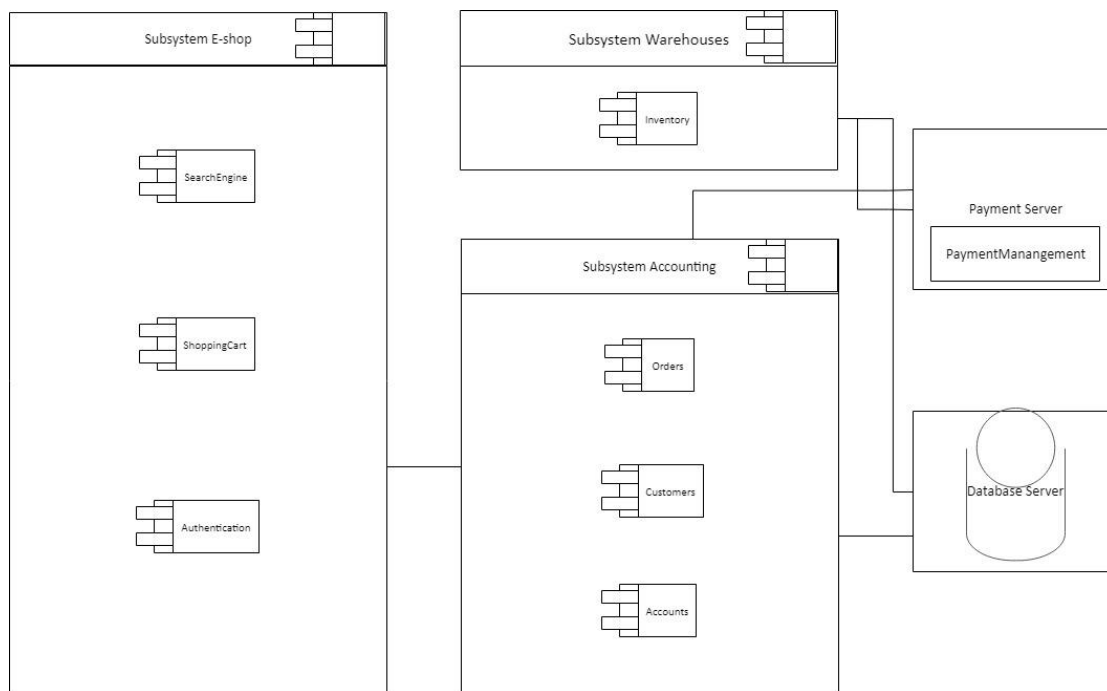 Subsystem E-shop
SearchEngine
ShoppingCart
Authentication
Subsystem Warehouses
Inventory
Subsystem Accounting
Orders
Customers
Accounts
Payment Server
PaymentManangement
Database Server